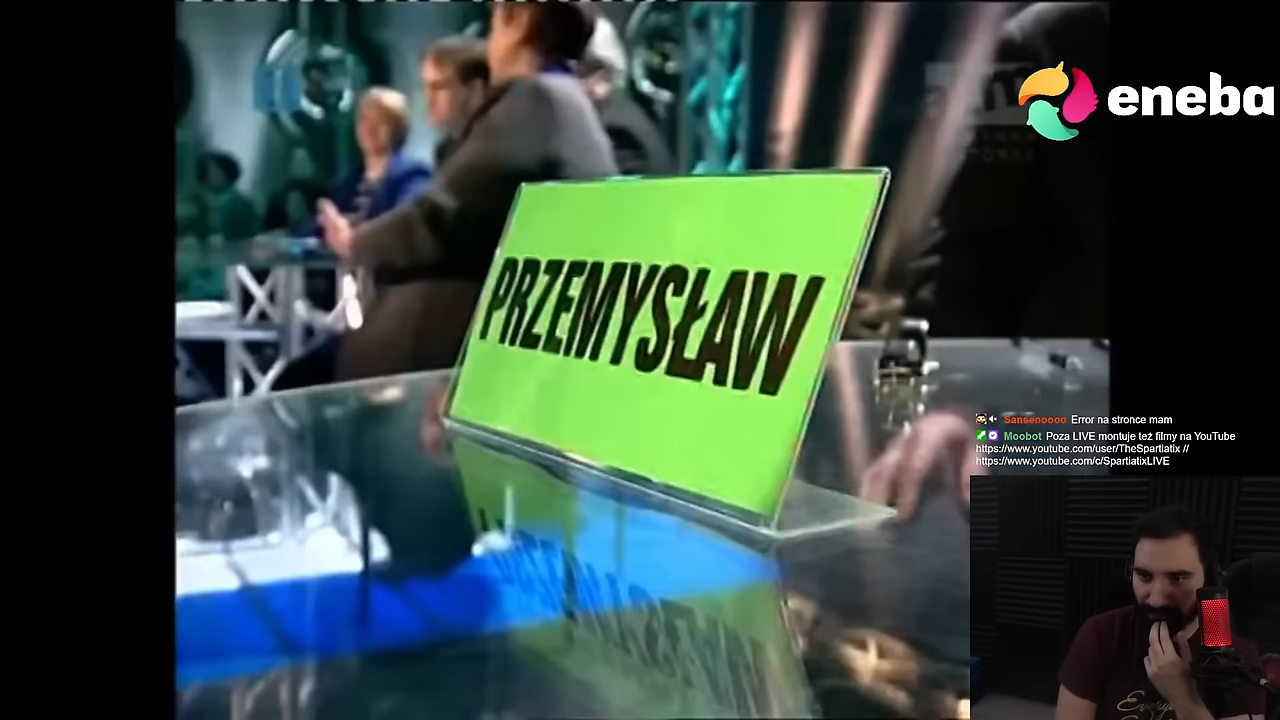 eneba
PRZEMYSŁAW
Sansenoooo Error na stronce mam
Moobot Poza LIVE montuje też filmy na YouTube
https://www.youtube.com/user/TheSpartiatix //
https://www.youtube.com/c/SpartiatixLIVE